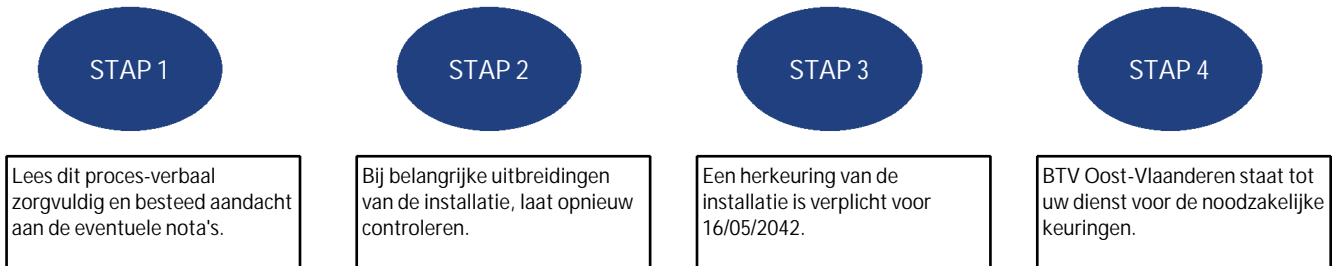 STAP 1
STAP 2
STAP 3
STAP 4
Lees dit proces-verbaal
zorgvuldig en besteed aandacht
aan de eventuele nota's.
Bij belangrijke uitbreidingen
van de installatie, laat opnieuw
controleren.
Een herkeuring van de
installatie is verplicht voor
16/05/2042.
BTV Oost-Vlaanderen staat tot
uw dienst voor de noodzakelijke
keuringen.